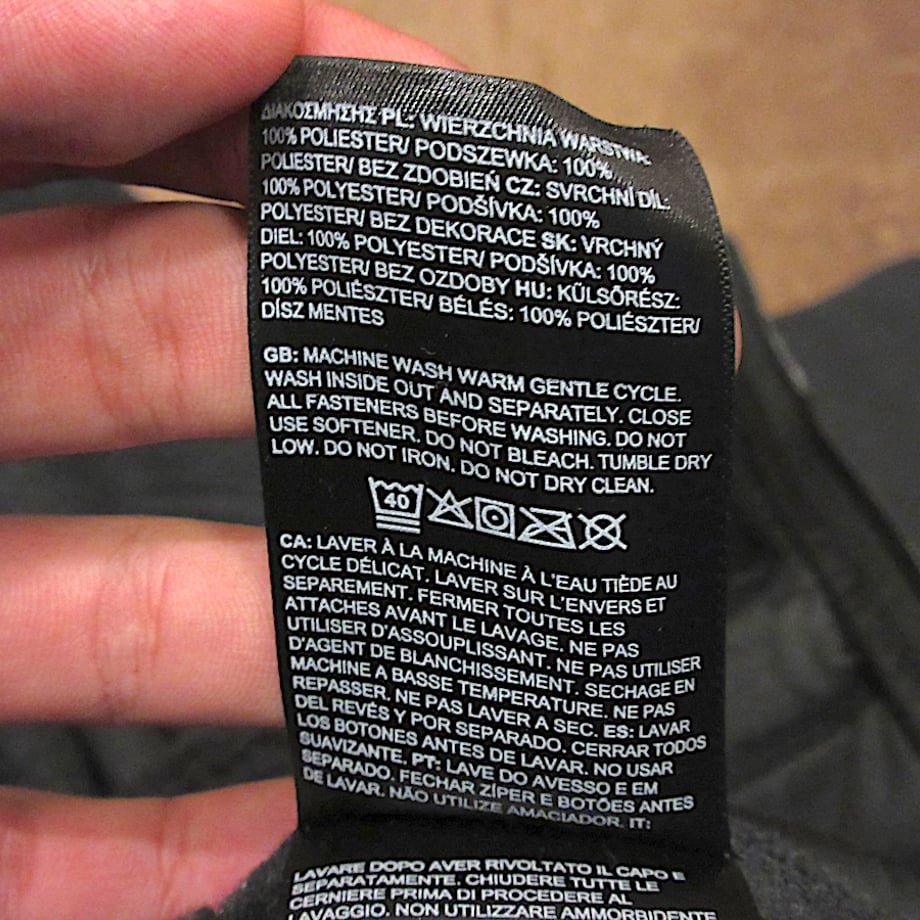 ΔΙΑΚΟΣΜΗΣΗΣ PL: WIERZCHNIA WARSTWA:
100% POLIESTER/ PODSZEWKA: 100%
POLIESTER/ BEZ ZDOBIEŃ CZ: SVRCHNÍ DÍL:
100% POLYESTER/ PODŠÍVKA: 100%
POLYESTER/ BEZ DEKORACE SK: VRCHNÝ
DIEL: 100% POLYESTER/ PODŠÍVKA: 100%
POLYESTER/ BEZ OZDOBY HU: KÜLSŐRÉSZ:
100% POLIÉSZTER/ BÉLÉS: 100% POLIÉSZTER/
DÍSZ MENTES
GB: MACHINE WASH WARM GENTLE CYCLE.
WASH INSIDE OUT AND SEPARATELY. CLOSE
ALL FASTENERS BEFORE WASHING. DO NOT
USE SOFTENER. DO NOT BLEACH. TUMBLE DRY
LOW. DO NOT IRON. DO NOT DRY CLEAN.
40
CA: LAVER À LA MACHINE À L'EAU TIÈDE AU
CYCLE DÉLICAT. LAVER SUR L'ENVERS ET
SEPAREMENT. FERMER TOUTES LES
ATTACHES AVANT LE LAVAGE. NE PAS
UTILISER D'ASSOUPLISSANT. NE PAS UTILISER
D'AGENT DE BLANCHISSEMENT. SECHAGE EN
MACHINE A BASSE TEMPERATURE. NE PAS
REPASSER. NE PAS LAVER A SEC. ES: LAVAR
DEL REVÉS Y POR SEPARADO. CERRAR TODOS
LOS BOTONES ANTES DE LAVAR. NO USAR
SUAVIZANTE. PT: LAVE DO AVESSO E EM
SEPARADO. FECHAR ZÍPER E BOTÕES ANTES
DE LAVAR. NÃO UTILIZE AMACIADOR. IT:
LAVARE DOPO AVER RIVOLTATO IL CAPO E
SEPARATAMENTE. CHIUDERE TUTTE LE
CERNIERE PRIMA DI PROCEDERE AL
LAVAGGIO. NON UTILIZZARE AMMORBIDENTE